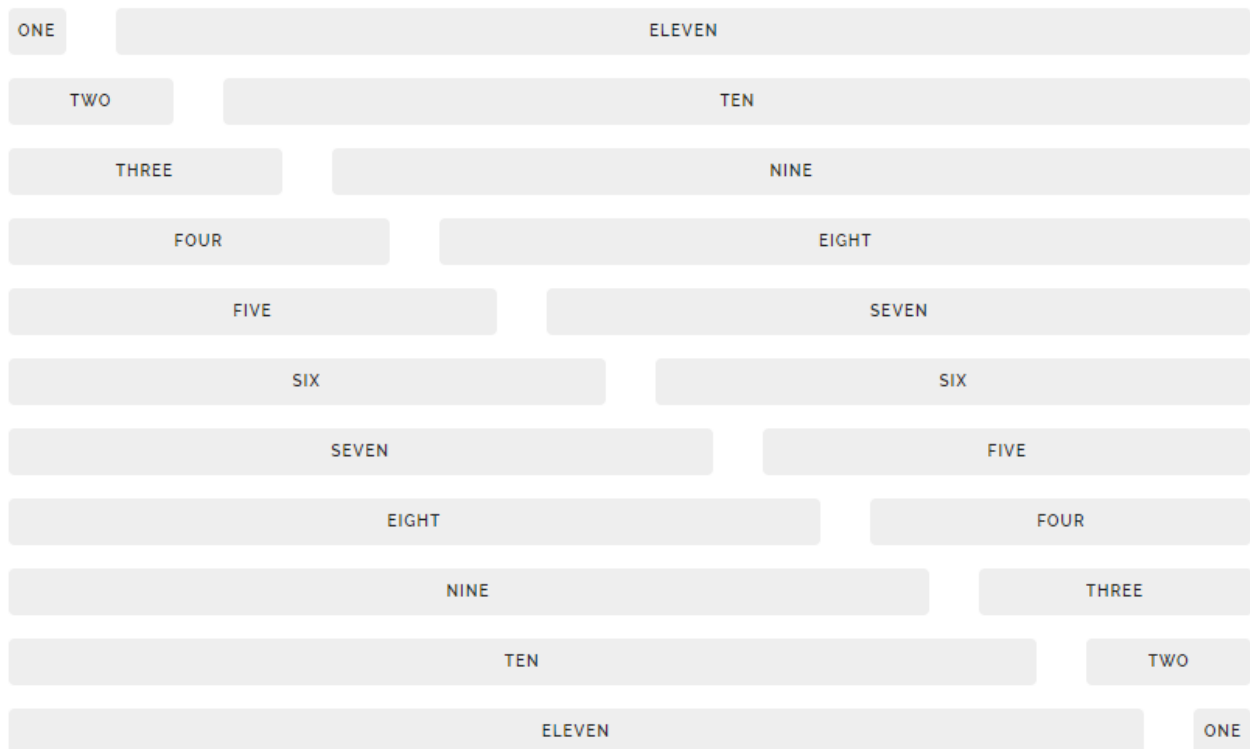 ONE ELEVEN
TWO TEN
THREE NINE
FOUR EIGHT
FIVE SEVEN
SIX SIX
SEVEN FIVE
EIGHT FOUR
NINE THREE
TEN TWO
ELEVEN ONE